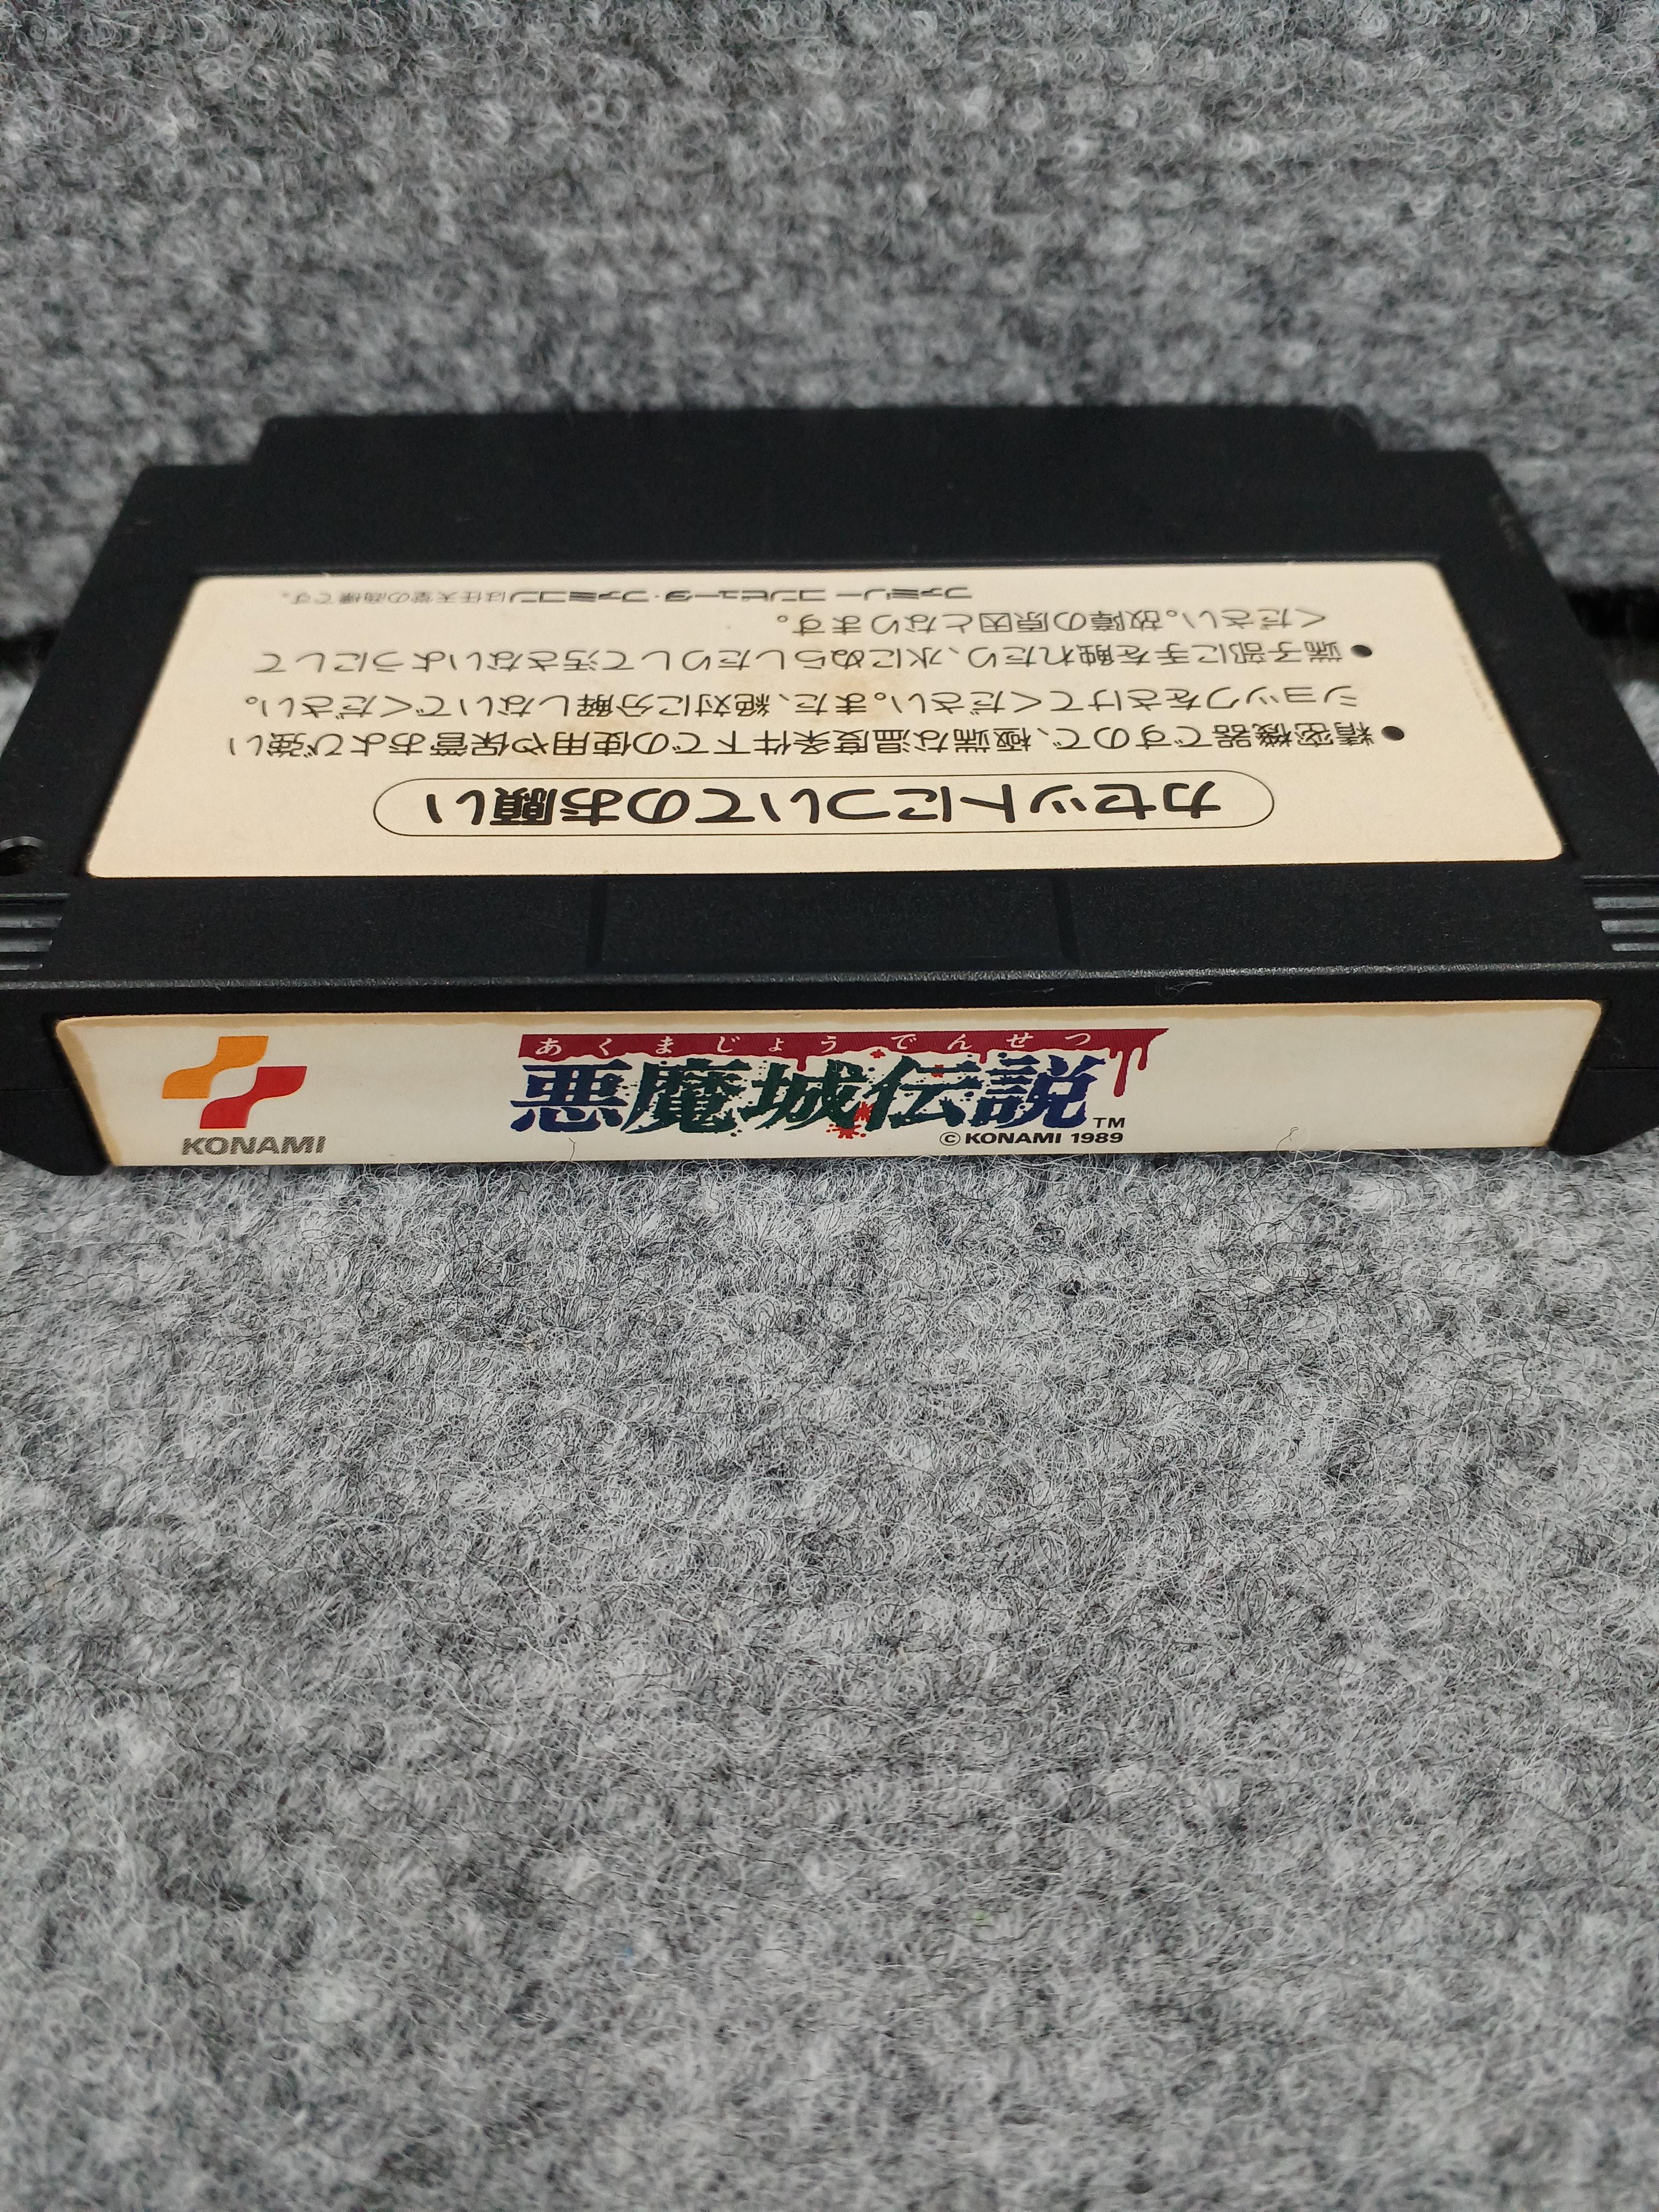 カセットについてのお願い
●精密機器ですので、極端な温度条件下での使用や保管および強い
ショックをさけてください。また、絶対に分解しないでください。
●端子部に手を触れたり、水にぬらしたりして汚さないようにして
ください。故障の原因となります。
ファミリーコンピュータ・ファミコンは任天堂の商標です。
KONAMI
あくまじょうでんせつ
悪魔城伝説™
©KONAMI 1989